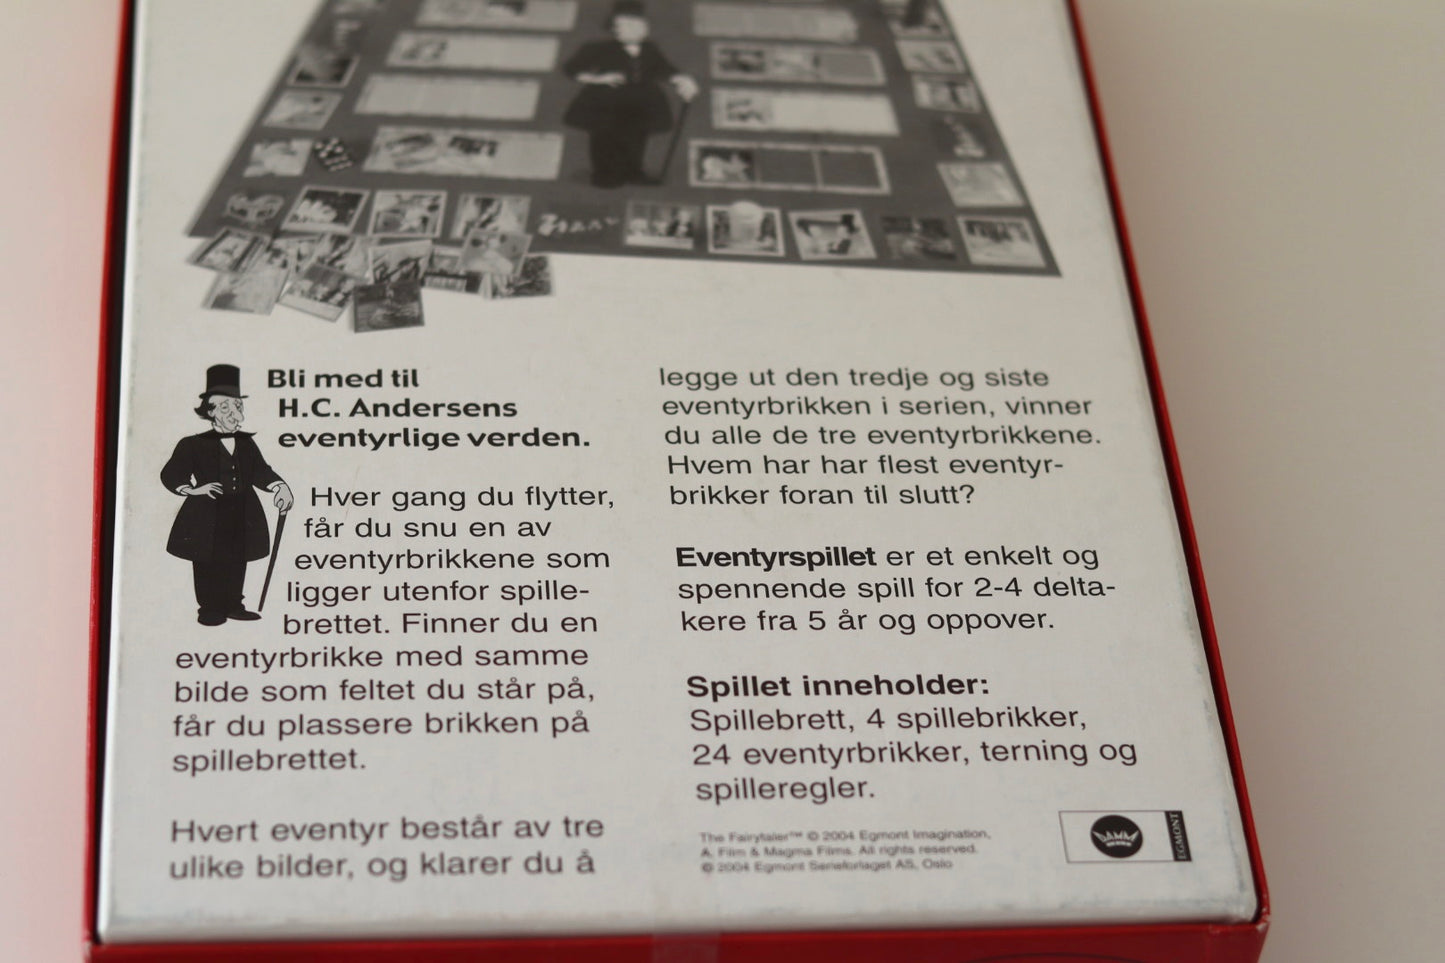 Bli med til
H.C. Andersens
eventyrlige verden.
Hver gang du flytter,
får du snu en av
eventyrbrikkene som
ligger utenfor spille-
brettet. Finner du en
eventyrbrikke med samme
bilde som feltet du står på,
får du plassere brikken på
spillebrettet.
Hvert eventyr består av tre
ulike bilder, og klarer du å
legge ut den tredje og siste
eventyrbrikken i serien, vinner
du alle de tre eventyrbrikkene.
Hvem har har flest eventyr-
brikker foran til slutt?
Eventyrspillet er et enkelt og
spennende spill for 2-4 delta-
kere fra 5 år og oppover.
Spillet inneholder:
Spillebrett, 4 spillebrikker,
24 eventyrbrikker, terning og
spilleregler.
The Fairytaler™ © 2004 Egmont Imagination,
A. Film & Magma Films. All rights reserved.
© 2004 Egmont Serieforlaget AS, Oslo
DAMM
EGMONT